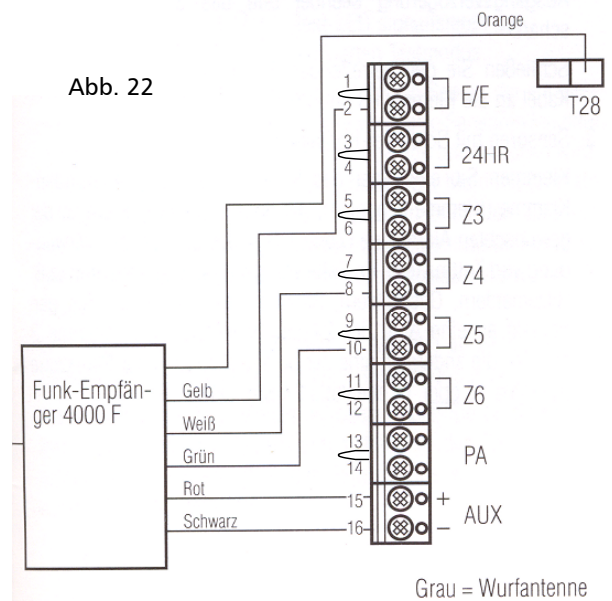 Orange
Abb. 22
T28
1
2
E/E
3
4
24HR
5
6
Z3
7
8
Z4
9
10
Z5
11
12
Z6
13
14
PA
15
+
16
−
AUX
Funk-Empfän-
ger 4000 F
Gelb
Weiß
Grün
Rot
Schwarz
Grau = Wurfantenne